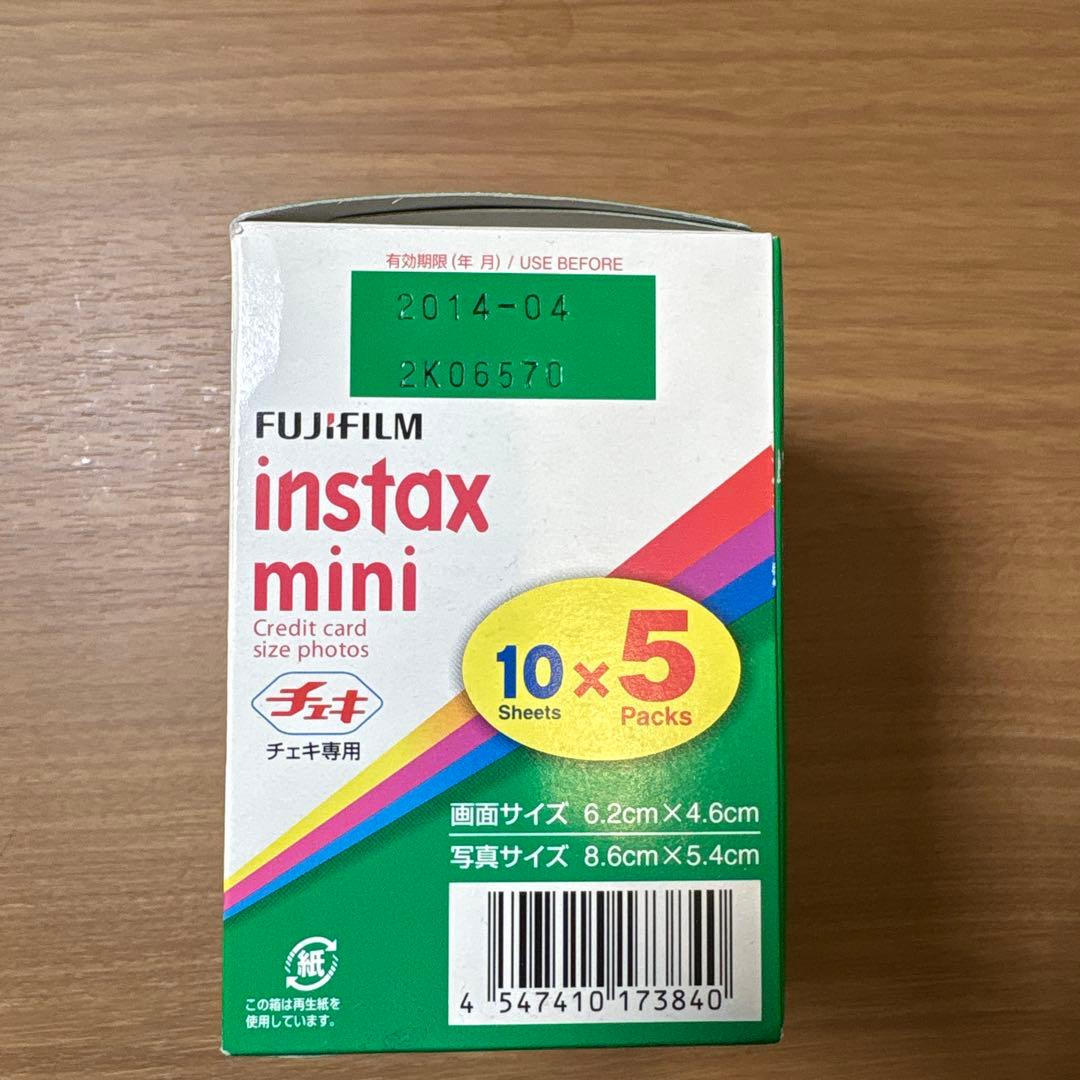 有効期限(年 月) / USE BEFORE
2014-04
2K06570
FUJIFILM
instax
mini
Credit card
size photos
チェキ
チェキ専用
10×5
Sheets Packs
画面サイズ 6.2cm×4.6cm
写真サイズ 8.6cm×5.4cm
4 547410 173840
紙
この箱は再生紙を
使用しています。